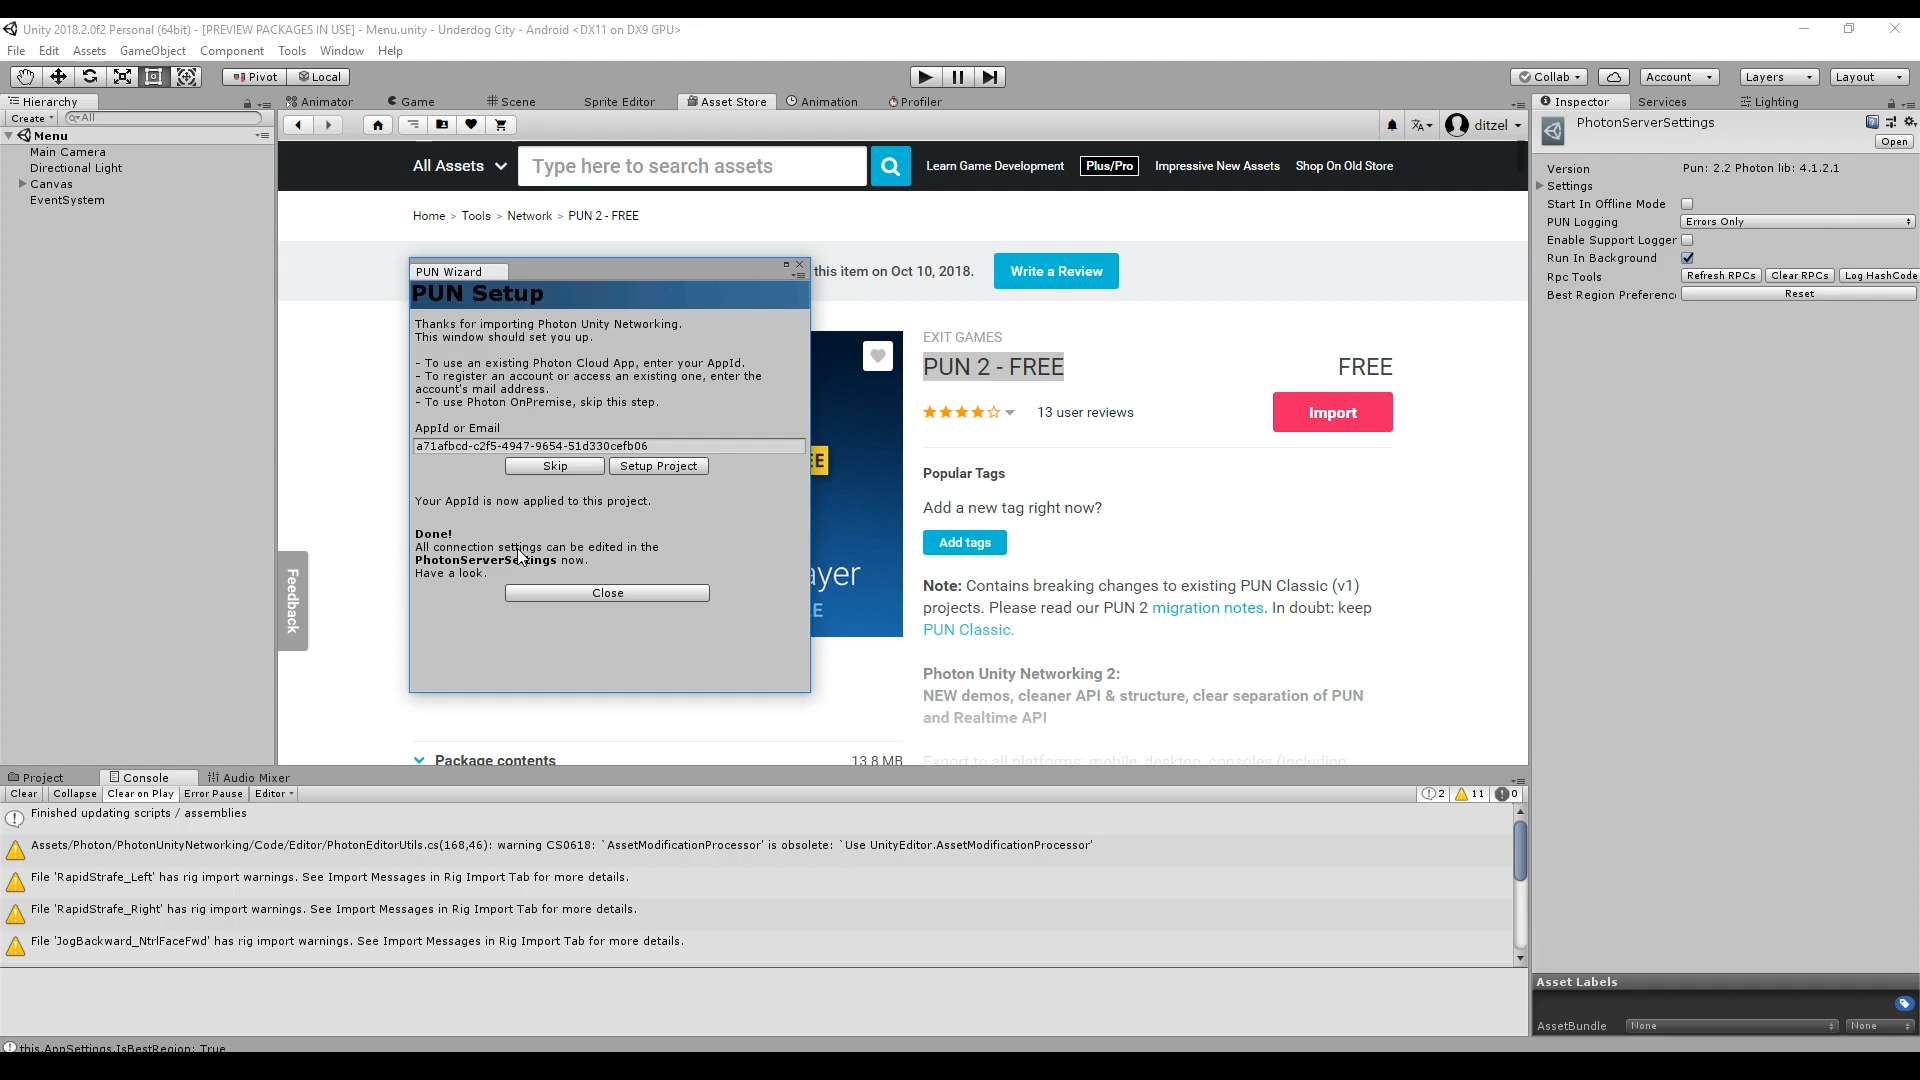 Unity 2018.2.0f2 Personal (64bit) - [PREVIEW PACKAGES IN USE] - Menu.unity - Underdog City - Android <DX11 on DX9 GPU>
File Edit Assets GameObject Component Tools Window Help
Pivot Local Collab Account Layers Layout
Hierarchy Animator Game Scene Sprite Editor Asset Store Animation Profiler Inspector Services Lighting
Create All ditzel PhotonServerSettings
Open
Menu
Main Camera
Directional Light
Canvas
EventSystem
All Assets Type here to search assets Learn Game Development Plus/Pro Impressive New Assets Shop On Old Store
Home > Tools > Network > PUN 2 - FREE
this item on Oct 10, 2018. Write a Review
PUN Wizard
PUN Setup
Thanks for importing Photon Unity Networking.
This window should set you up.
- To use an existing Photon Cloud App, enter your AppId.
- To register an account or access an existing one, enter the
account's mail address.
- To use Photon OnPremise, skip this step.
AppId or Email
a71afbcd-c2f5-4947-9654-51d330cefb06
Skip Setup Project
Your AppId is now applied to this project.
Done!
All connection settings can be edited in the
PhotonServerSettings now.
Have a look.
Close
E
ayer
E
Feedback
EXIT GAMES
PUN 2 - FREE FREE
13 user reviews Import
Popular Tags
Add a new tag right now?
Add tags
Note: Contains breaking changes to existing PUN Classic (v1)
projects. Please read our PUN 2 migration notes. In doubt: keep
PUN Classic.
Photon Unity Networking 2:
NEW demos, cleaner API & structure, clear separation of PUN
and Realtime API
Export to all platforms: mobile, desktop, consoles (including
Package contents 13.8 MB
Version Pun: 2.2 Photon lib: 4.1.2.1
Settings
Start In Offline Mode
PUN Logging Errors Only
Enable Support Logger
Run In Background
Rpc Tools Refresh RPCs Clear RPCs Log HashCode
Best Region Preferenc Reset
Project Console Audio Mixer
Clear Collapse Clear on Play Error Pause Editor 2 11 0
Finished updating scripts / assemblies
Assets/Photon/PhotonUnityNetworking/Code/Editor/PhotonEditorUtils.cs(168,46): warning CS0618: `AssetModificationProcessor' is obsolete: `Use UnityEditor.AssetModificationProcessor'
File 'RapidStrafe_Left' has rig import warnings. See Import Messages in Rig Import Tab for more details.
File 'RapidStrafe_Right' has rig import warnings. See Import Messages in Rig Import Tab for more details.
File 'JogBackward_NtrlFaceFwd' has rig import warnings. See Import Messages in Rig Import Tab for more details.
Asset Labels
AssetBundle None None
this.AppSettings.IsBestRegion: True